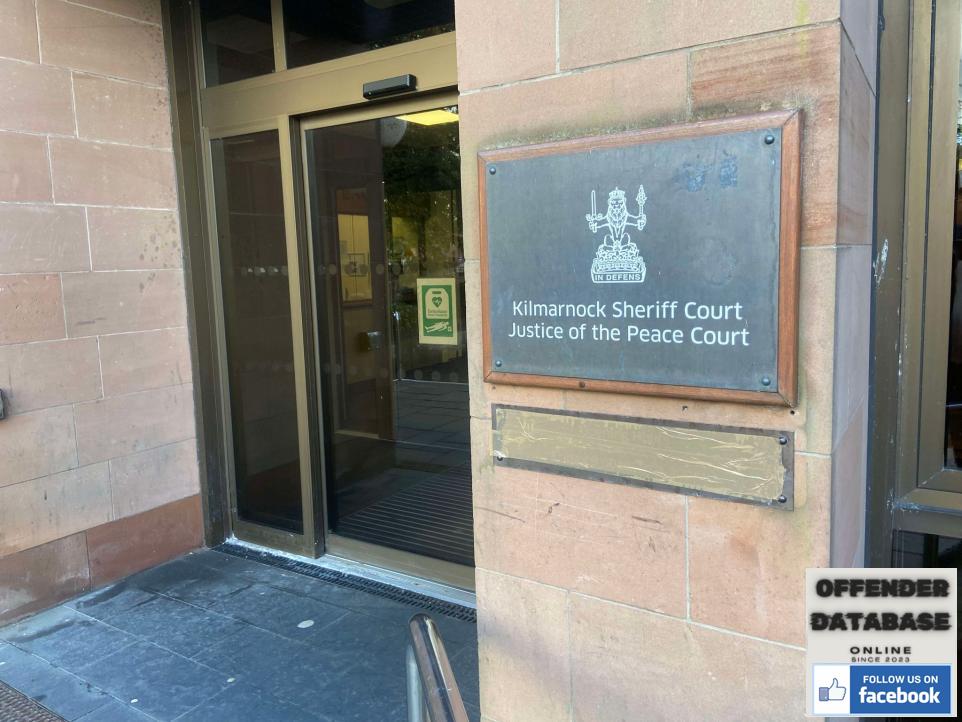 IN DEFENS
Kilmarnock Sheriff Court
Justice of the Peace Court
OFFENDER
DATABASE
ONLINE
SINCE 2023
FOLLOW US ON
facebook